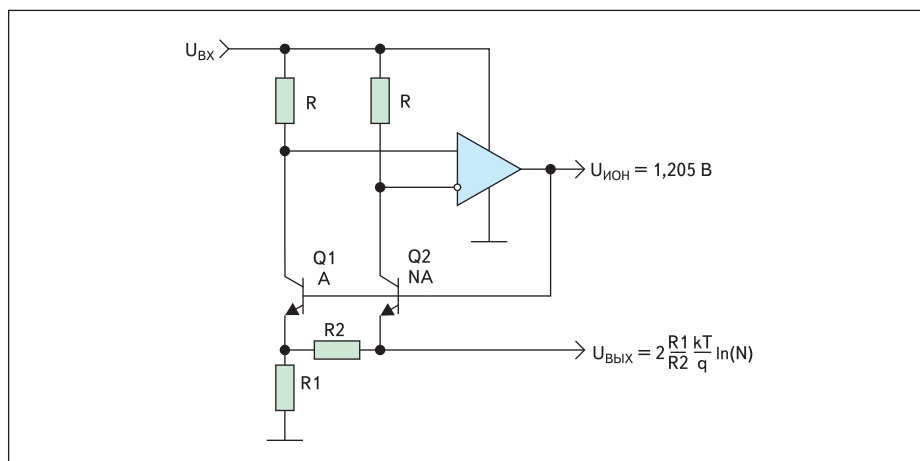 U_ВХ
R
R
U_ИОН = 1,205 В
Q1
A
Q2
NA
R2
U_ВЫХ = 2 R1/R2 kT/q ln(N)
R1